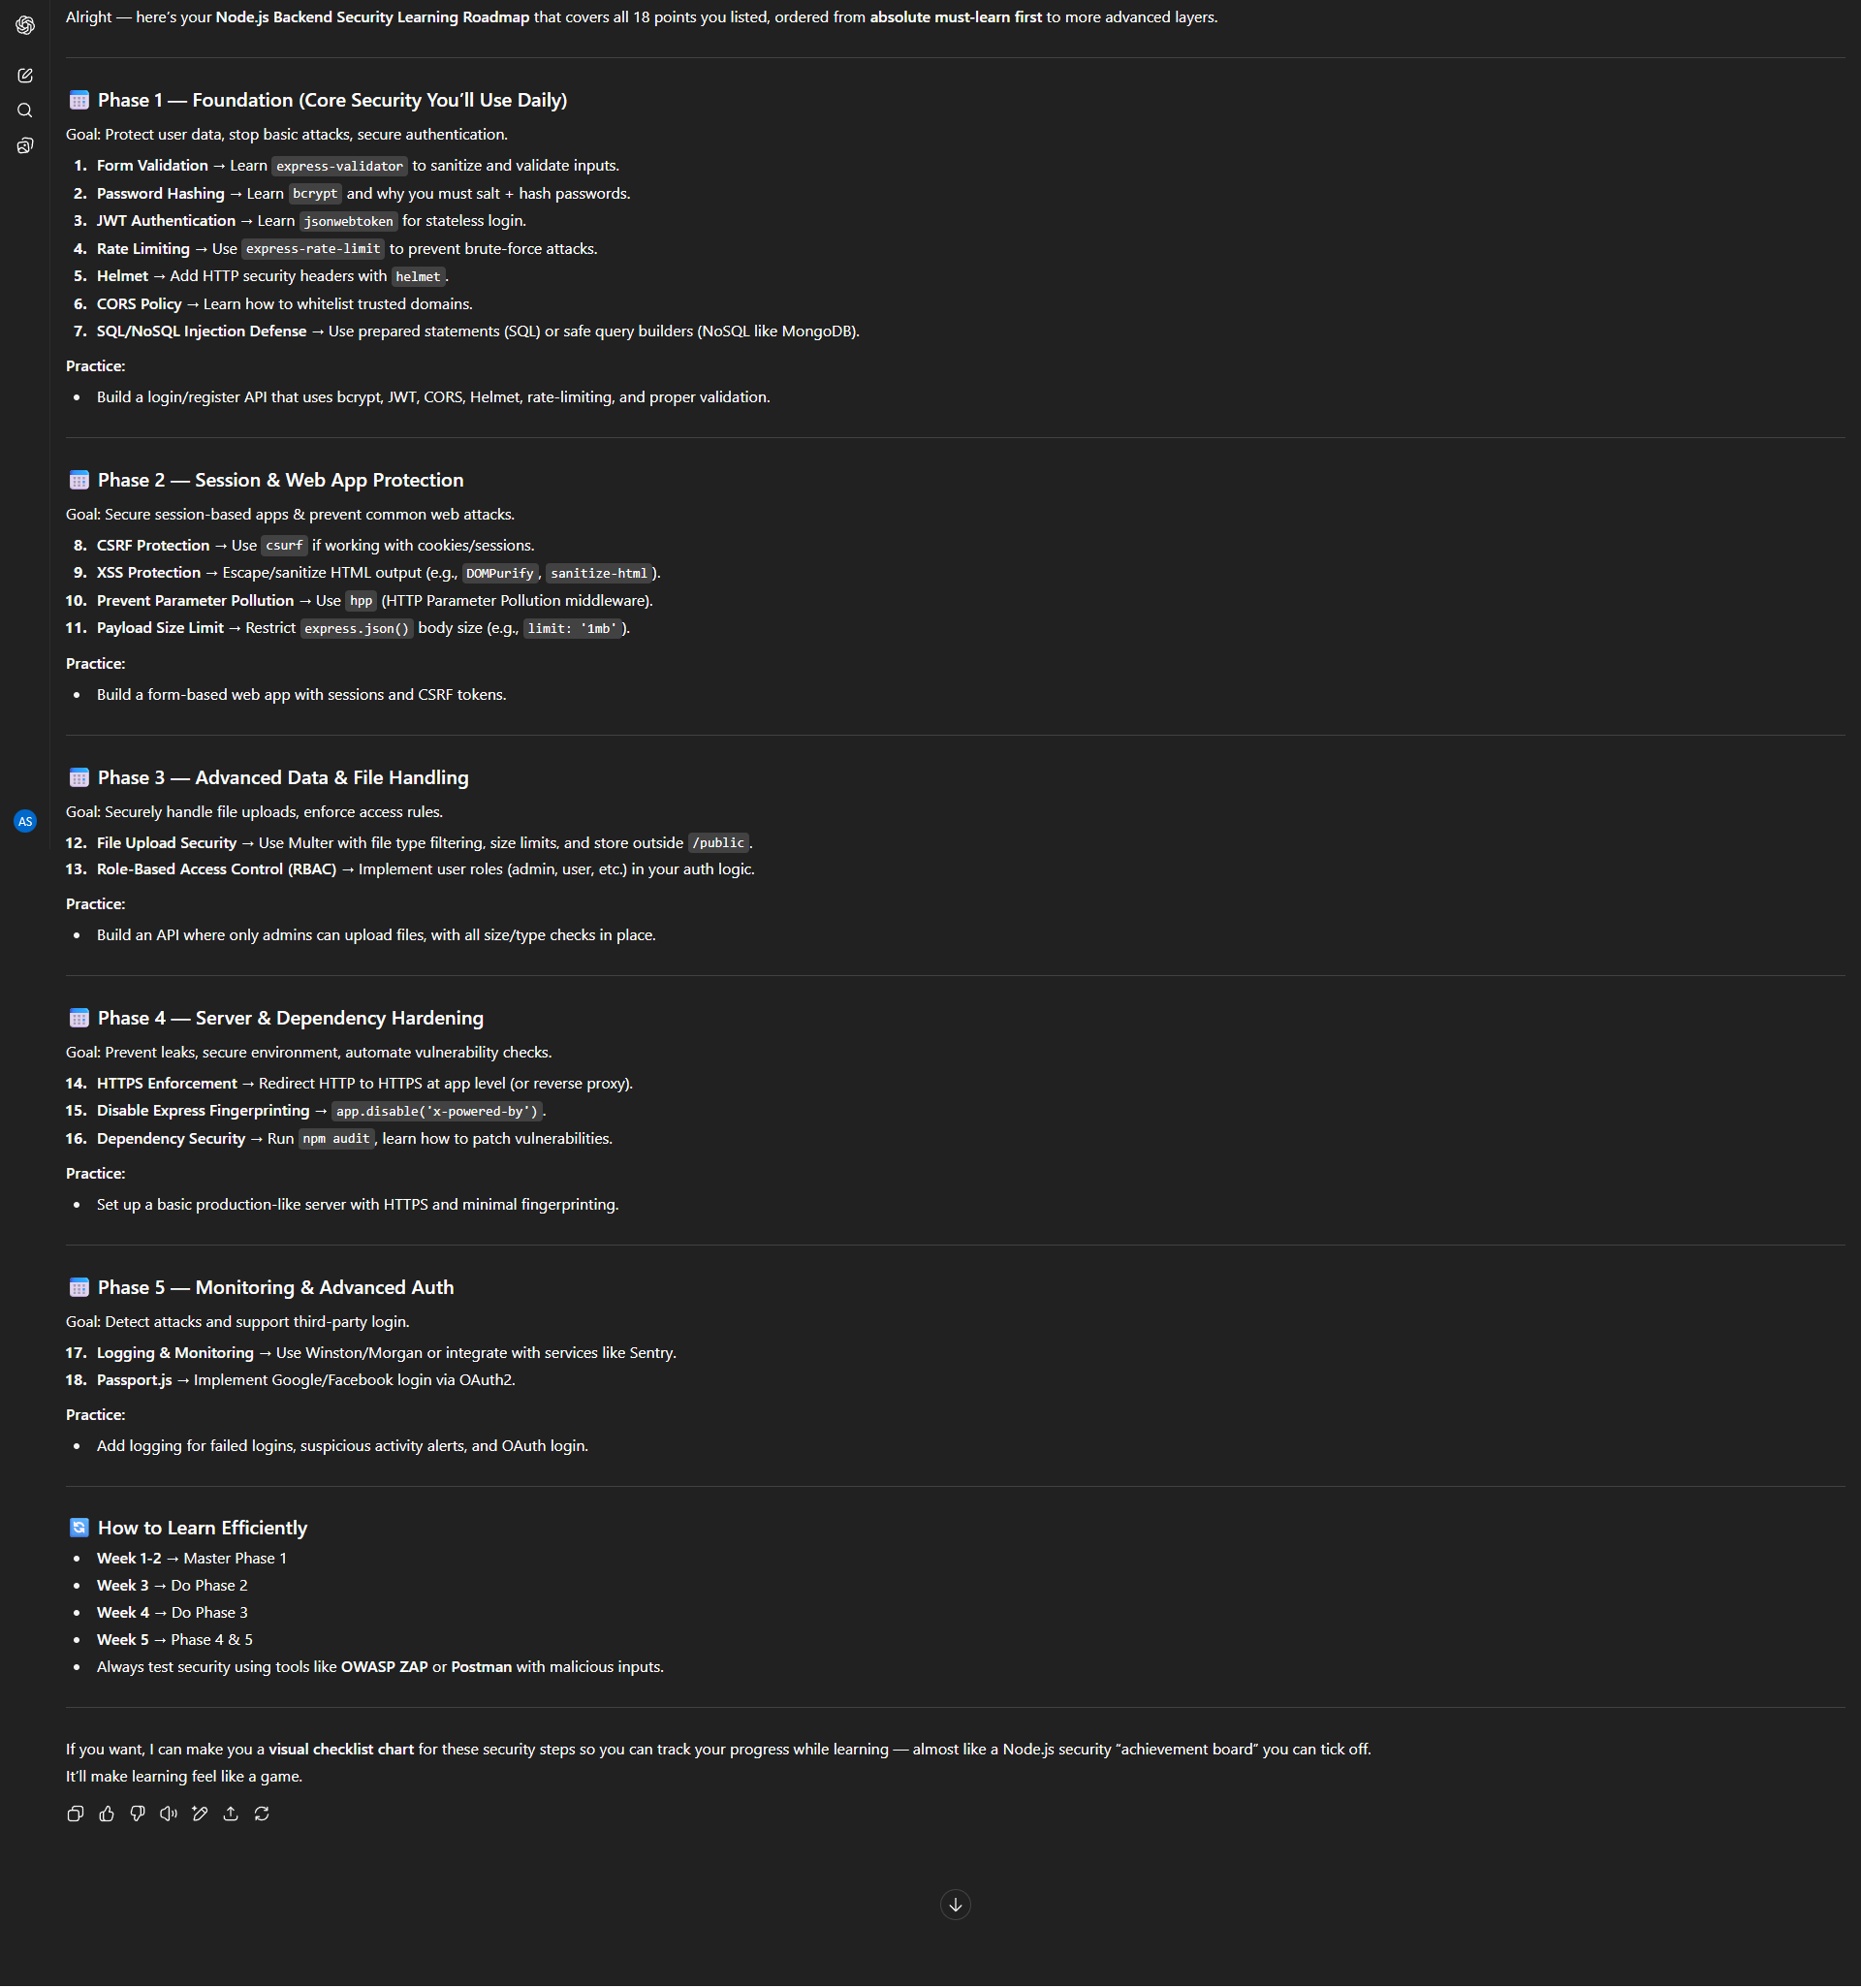 Alright — here’s your Node.js Backend Security Learning Roadmap that covers all 18 points you listed, ordered from absolute must-learn first to more advanced layers.
Phase 1 — Foundation (Core Security You’ll Use Daily)
Goal: Protect user data, stop basic attacks, secure authentication.
1. Form Validation → Learn express-validator to sanitize and validate inputs.
2. Password Hashing → Learn bcrypt and why you must salt + hash passwords.
3. JWT Authentication → Learn jsonwebtoken for stateless login.
4. Rate Limiting → Use express-rate-limit to prevent brute-force attacks.
5. Helmet → Add HTTP security headers with helmet.
6. CORS Policy → Learn how to whitelist trusted domains.
7. SQL/NoSQL Injection Defense → Use prepared statements (SQL) or safe query builders (NoSQL like MongoDB).
Practice:
• Build a login/register API that uses bcrypt, JWT, CORS, Helmet, rate-limiting, and proper validation.
Phase 2 — Session & Web App Protection
Goal: Secure session-based apps & prevent common web attacks.
8. CSRF Protection → Use csurf if working with cookies/sessions.
9. XSS Protection → Escape/sanitize HTML output (e.g., DOMPurify, sanitize-html).
10. Prevent Parameter Pollution → Use hpp (HTTP Parameter Pollution middleware).
11. Payload Size Limit → Restrict express.json() body size (e.g., limit: '1mb').
Practice:
• Build a form-based web app with sessions and CSRF tokens.
Phase 3 — Advanced Data & File Handling
Goal: Securely handle file uploads, enforce access rules.
AS
12. File Upload Security → Use Multer with file type filtering, size limits, and store outside /public.
13. Role-Based Access Control (RBAC) → Implement user roles (admin, user, etc.) in your auth logic.
Practice:
• Build an API where only admins can upload files, with all size/type checks in place.
Phase 4 — Server & Dependency Hardening
Goal: Prevent leaks, secure environment, automate vulnerability checks.
14. HTTPS Enforcement → Redirect HTTP to HTTPS at app level (or reverse proxy).
15. Disable Express Fingerprinting → app.disable('x-powered-by').
16. Dependency Security → Run npm audit, learn how to patch vulnerabilities.
Practice:
• Set up a basic production-like server with HTTPS and minimal fingerprinting.
Phase 5 — Monitoring & Advanced Auth
Goal: Detect attacks and support third-party login.
17. Logging & Monitoring → Use Winston/Morgan or integrate with services like Sentry.
18. Passport.js → Implement Google/Facebook login via OAuth2.
Practice:
• Add logging for failed logins, suspicious activity alerts, and OAuth login.
How to Learn Efficiently
• Week 1-2 → Master Phase 1
• Week 3 → Do Phase 2
• Week 4 → Do Phase 3
• Week 5 → Phase 4 & 5
• Always test security using tools like OWASP ZAP or Postman with malicious inputs.
If you want, I can make you a visual checklist chart for these security steps so you can track your progress while learning — almost like a Node.js security “achievement board” you can tick off.
It’ll make learning feel like a game.